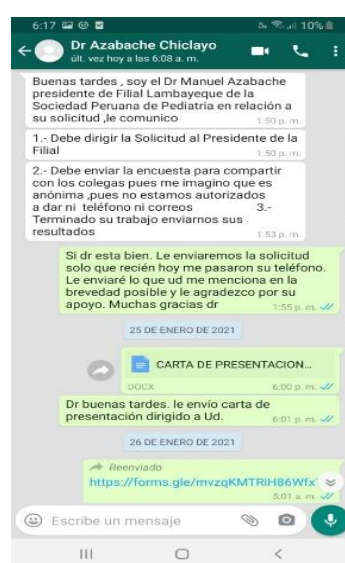 6:17
10%
Dr Azabache Chiclayo
últ. vez hoy a las 6:08 a. m.
Buenas tardes , soy el Dr Manuel Azabache
presidente de Filial Lambayeque de la
Sociedad Peruana de Pediatria en relación a
su solicitud ,le comunico
1:50 p. m.
1.- Debe dirigir la Solicitud al Presidente de la
Filial
1:50 p. m.
2.- Debe enviar la encuesta para compartir
con los colegas pues me imagino que es
anónima ,pues no estamos autorizados
a dar ni  teléfono ni correos 3.-
Terminado su trabajo enviarnos sus
resultados
1:53 p. m.
Si dr esta bien. Le enviaremos la solicitud
solo que recién hoy me pasaron su teléfono.
Le enviaré lo que ud me menciona en la
brevedad posible y le agradezco por su
apoyo. Muchas gracias dr
1:55 p. m.
25 DE ENERO DE 2021
CARTA DE PRESENTACION...
DOCX
6:00 p. m.
Dr buenas tardes. le envío carta de
presentación dirigido a Ud.
6:01 p. m.
26 DE ENERO DE 2021
Reenviado
https://forms.gle/mvzqKMTRiH86Wfx
5:01 a. m.
Escribe un mensaje